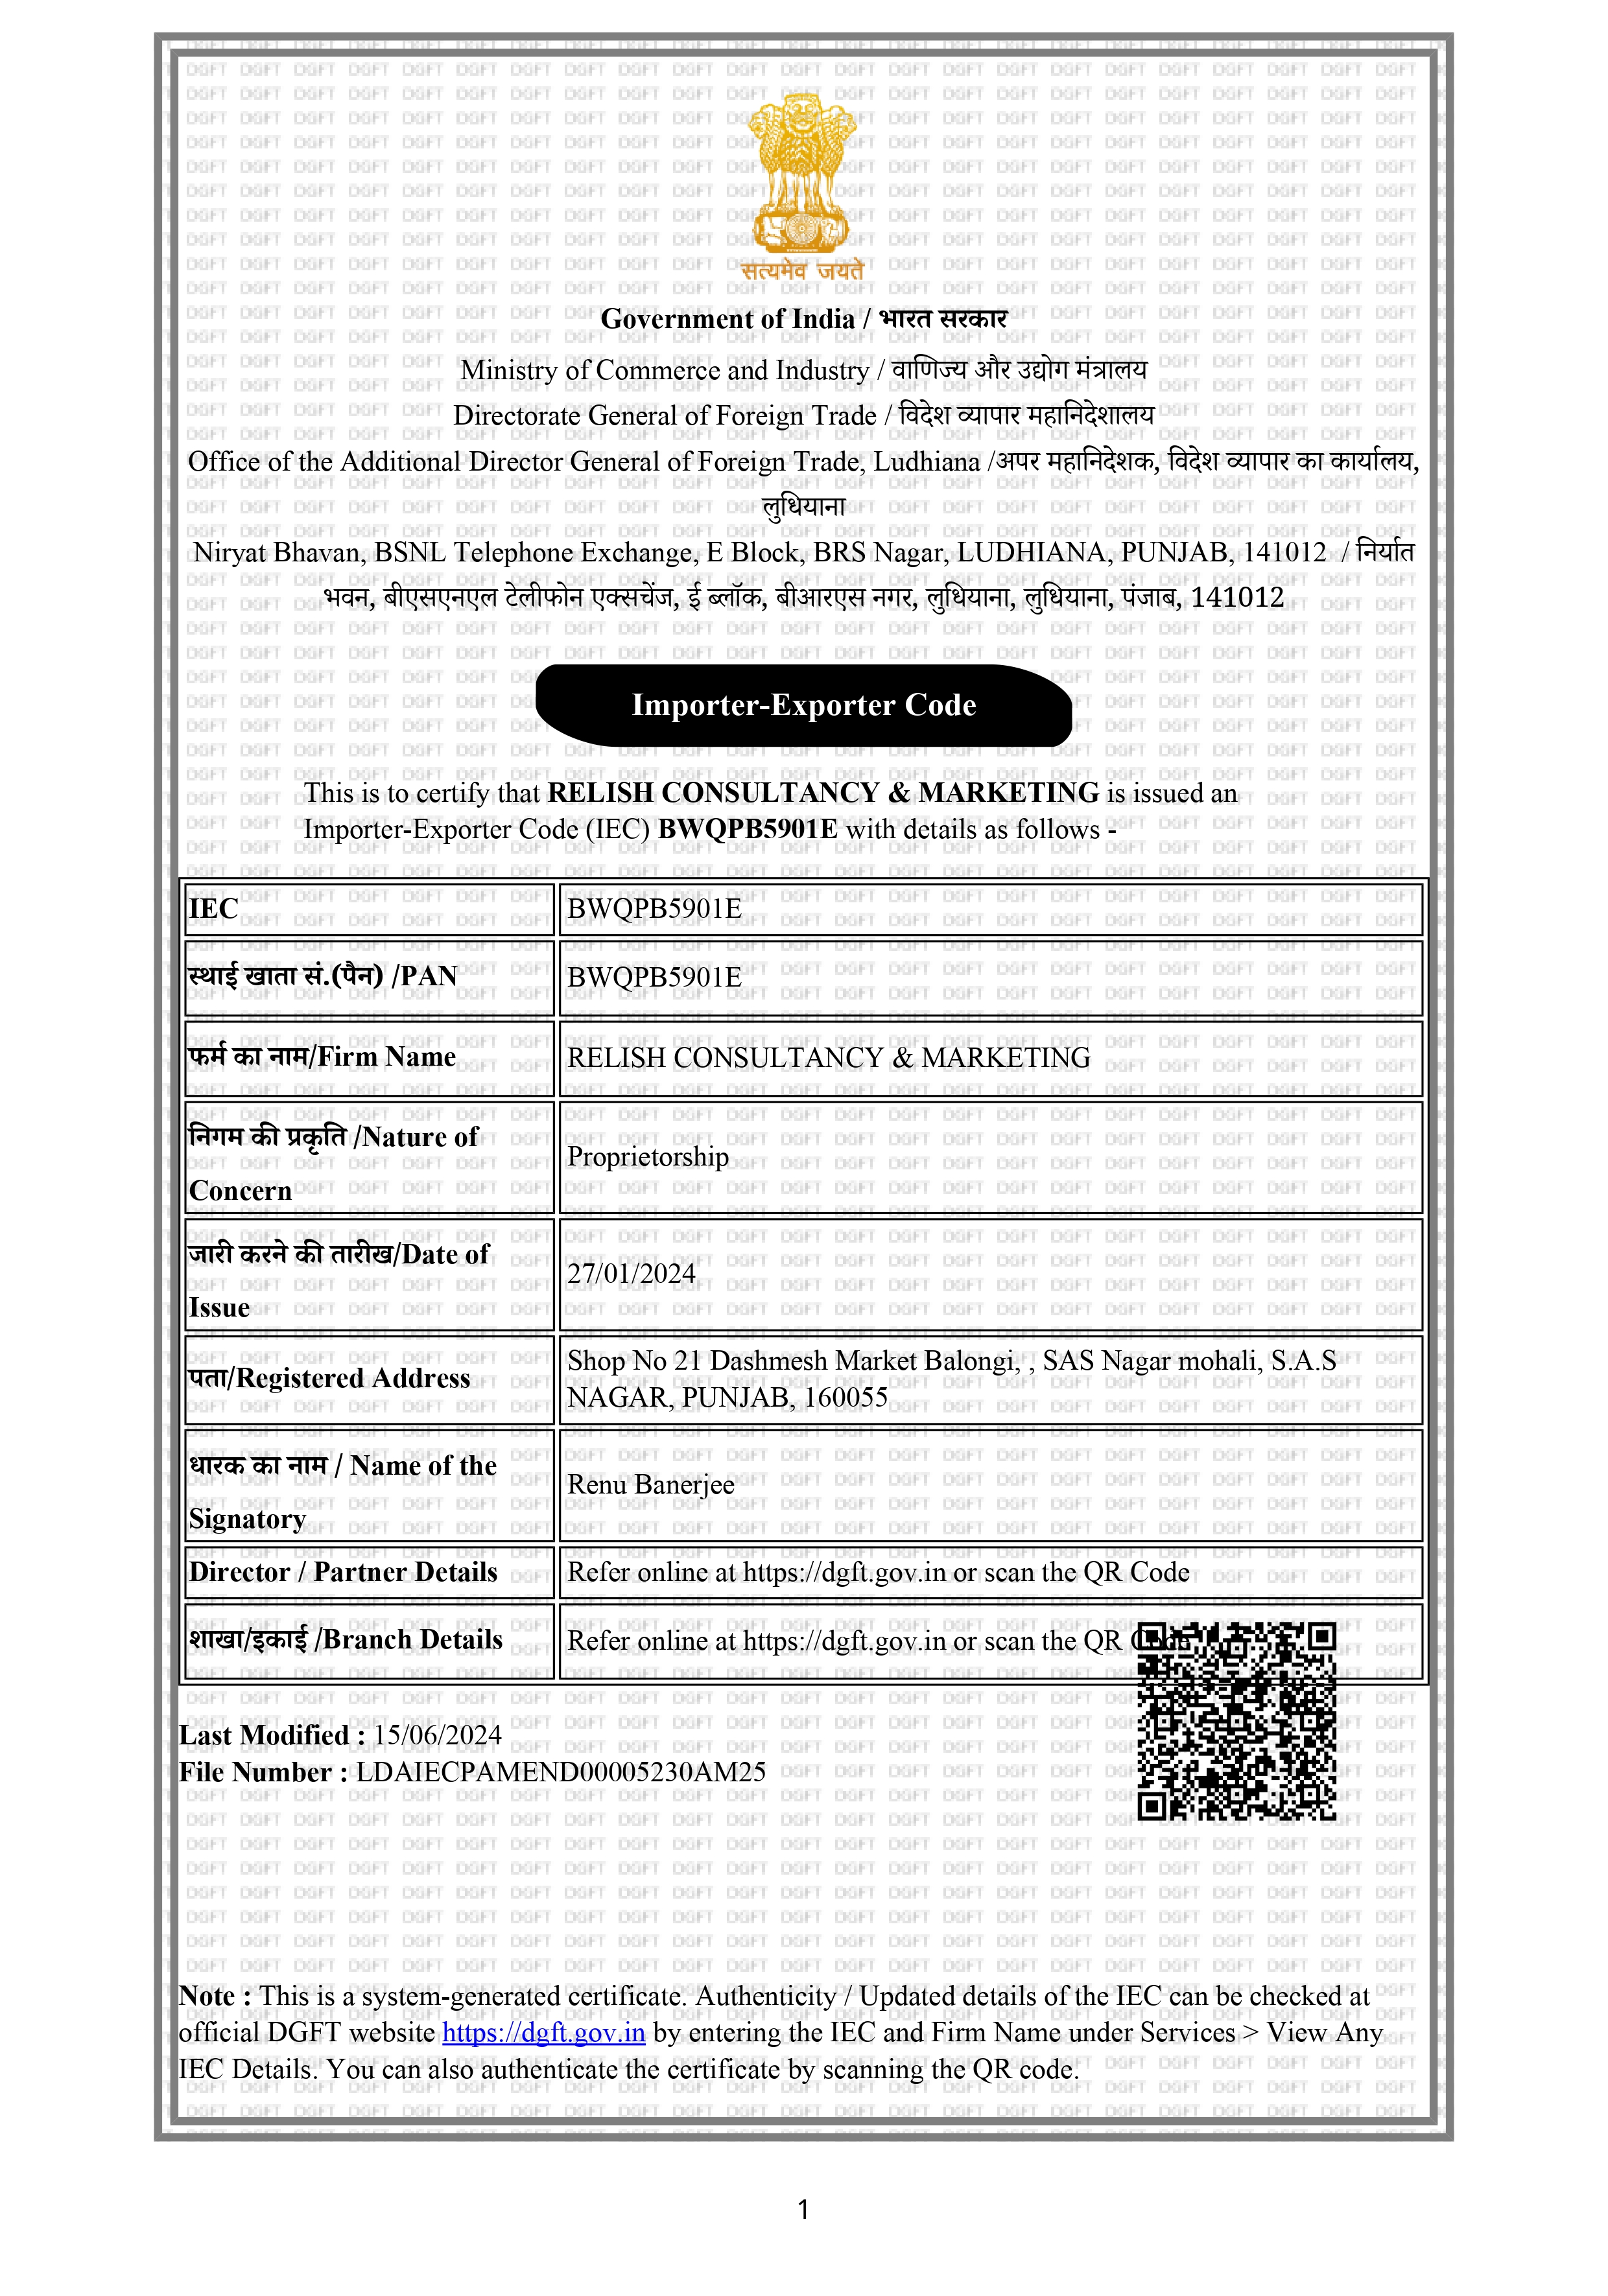 सत्यमेव जयते
Government of India / भारत सरकार
Ministry of Commerce and Industry / वाणिज्य और उद्योग मंत्रालय
Directorate General of Foreign Trade / विदेश व्यापार महानिदेशालय
Office of the Additional Director General of Foreign Trade, Ludhiana /अपर महानिदेशक, विदेश व्यापार का कार्यालय,
लुधियाना
Niryat Bhavan, BSNL Telephone Exchange, E Block, BRS Nagar, LUDHIANA, PUNJAB, 141012 / निर्यात
भवन, बीएसएनएल टेलीफोन एक्सचेंज, ई ब्लॉक, बीआरएस नगर, लुधियाना, लुधियाना, पंजाब, 141012
Importer-Exporter Code
This is to certify that RELISH CONSULTANCY & MARKETING is issued an
Importer-Exporter Code (IEC) BWQPB5901E with details as follows -
IEC BWQPB5901E
स्थाई खाता सं.(पैन) /PAN BWQPB5901E
फर्म का नाम/Firm Name RELISH CONSULTANCY & MARKETING
निगम की प्रकृति /Nature of
Concern
Proprietorship
जारी करने की तारीख/Date of
Issue
27/01/2024
पता/Registered Address
Shop No 21 Dashmesh Market Balongi, , SAS Nagar mohali, S.A.S
NAGAR, PUNJAB, 160055
धारक का नाम / Name of the
Signatory
Renu Banerjee
Director / Partner Details Refer online at https://dgft.gov.in or scan the QR Code
शाखा/इकाई /Branch Details Refer online at https://dgft.gov.in or scan the QR Code
Last Modified : 15/06/2024
File Number : LDAIECPAMEND00005230AM25
Note : This is a system-generated certificate. Authenticity / Updated details of the IEC can be checked at
official DGFT website https://dgft.gov.in by entering the IEC and Firm Name under Services > View Any
IEC Details. You can also authenticate the certificate by scanning the QR code.
1